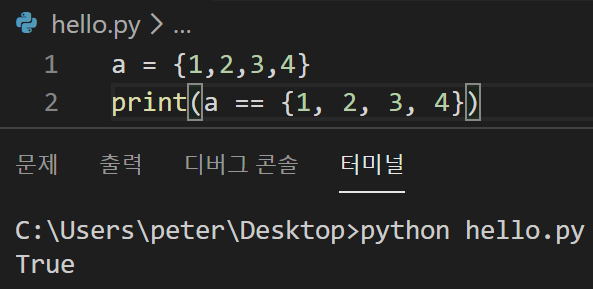 hello.py > ...
1 a = {1,2,3,4}
2 print(a == {1, 2, 3, 4})
문제 출력 디버그 콘솔 터미널
C:\Users\peter\Desktop>python hello.py
True